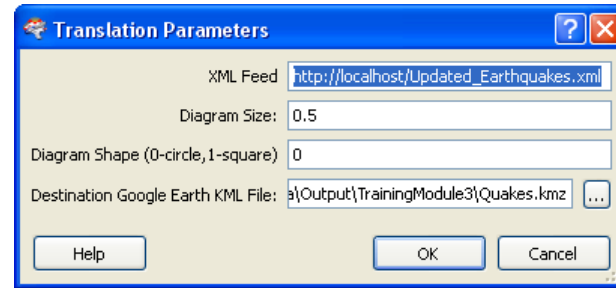 Translation Parameters
XML Feed http://localhost/Updated_Earthquakes.xml
Diagram Size: 0.5
Diagram Shape (0-circle,1-square) 0
Destination Google Earth KML File: a\Output\TrainingModule3\Quakes.kmz ...
Help OK Cancel